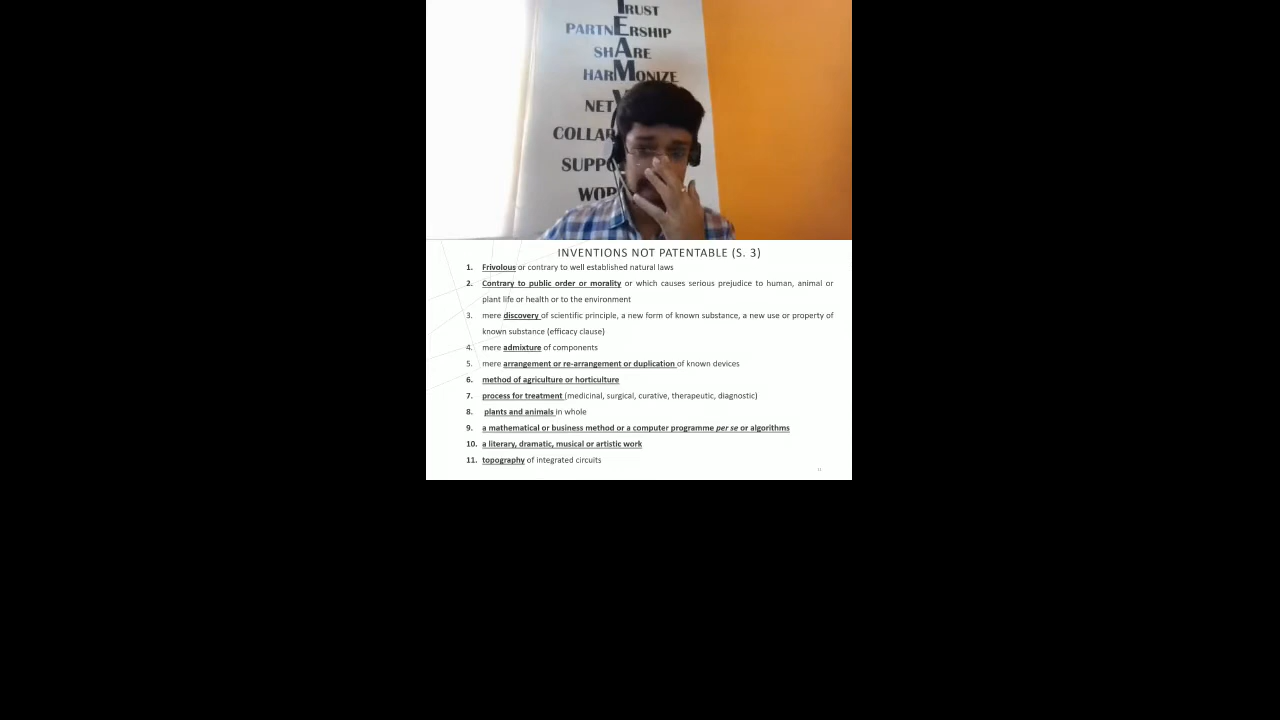 TRUST
PARTNERSHIP
SHARE
HARMONIZE
NET
COLLAB
SUPPO
WOR
INVENTIONS NOT PATENTABLE (S. 3)
1. Frivolous or contrary to well established natural laws
2. Contrary to public order or morality or which causes serious prejudice to human, animal or
plant life or health or to the environment
3. mere discovery of scientific principle, a new form of known substance, a new use or property of
known substance (efficacy clause)
4. mere admixture of components
5. mere arrangement or re-arrangement or duplication of known devices
6. method of agriculture or horticulture
7. process for treatment (medicinal, surgical, curative, therapeutic, diagnostic)
8. plants and animals in whole
9. a mathematical or business method or a computer programme per se or algorithms
10. a literary, dramatic, musical or artistic work
11. topography of integrated circuits